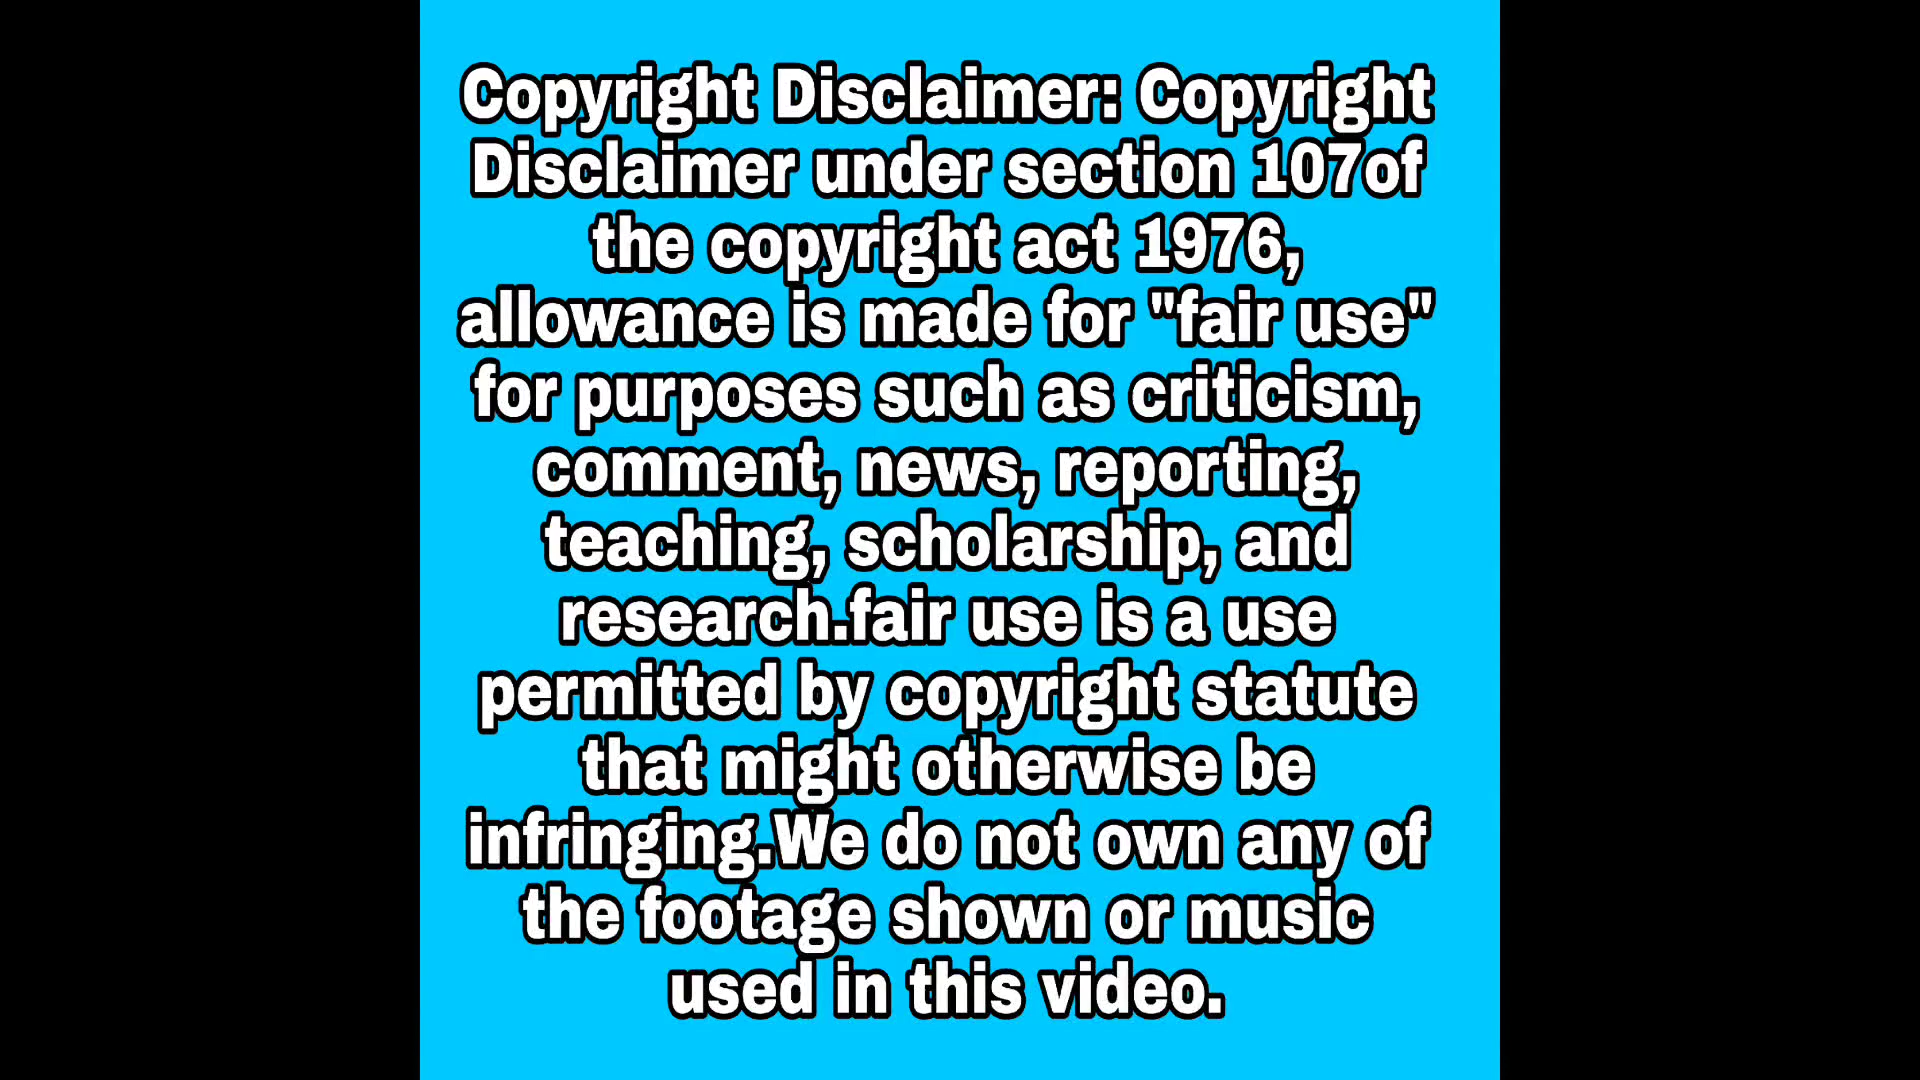 Copyright Disclaimer: Copyright
Disclaimer under section 107of
the copyright act 1976,
allowance is made for "fair use"
for purposes such as criticism,
comment, news, reporting,
teaching, scholarship, and
research.fair use is a use
permitted by copyright statute
that might otherwise be
infringing.We do not own any of
the footage shown or music
used in this video.